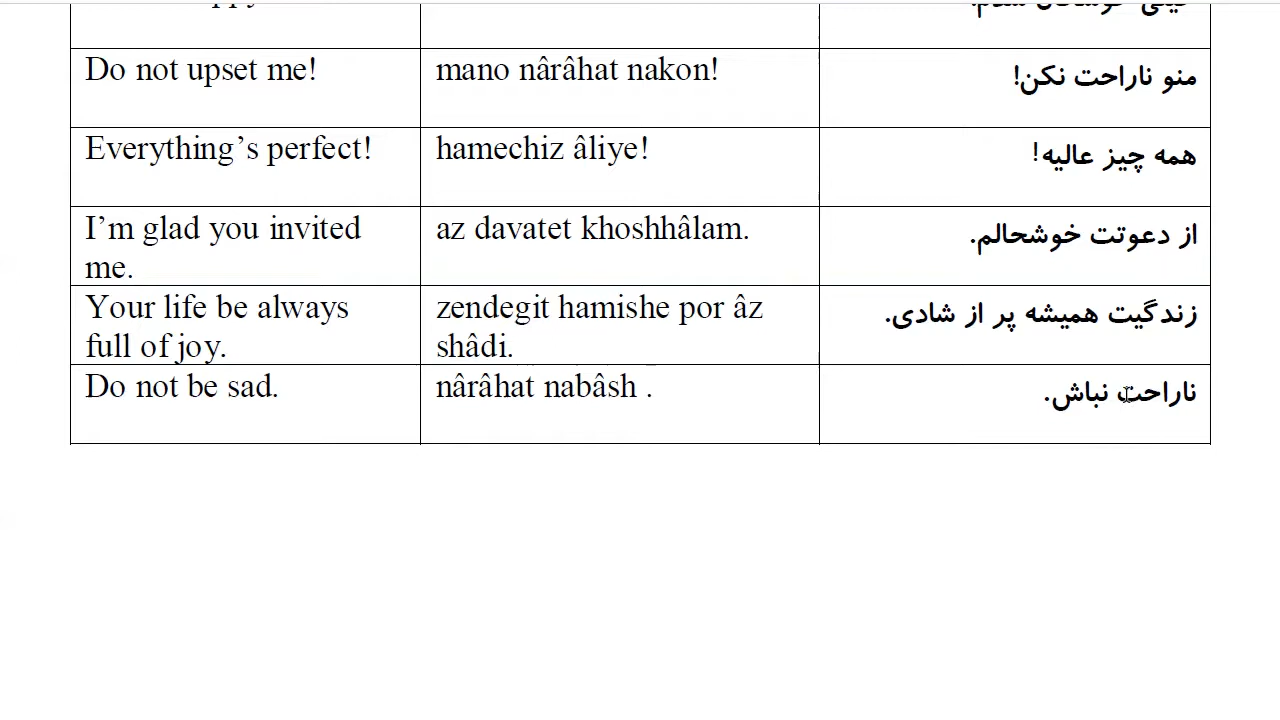 Do not upset me!
mano nârâhat nakon!
منو ناراحت نکن!
Everything’s perfect!
hamechiz âliye!
همه چیز عالیه!
I’m glad you invited
me.
az davatet khoshhâlam.
از دعوتت خوشحالم.
Your life be always
full of joy.
zendegit hamishe por âz
shâdi.
زندگیت همیشه پر از شادی.
Do not be sad.
nârâhat nabâsh .
ناراحت نباش.